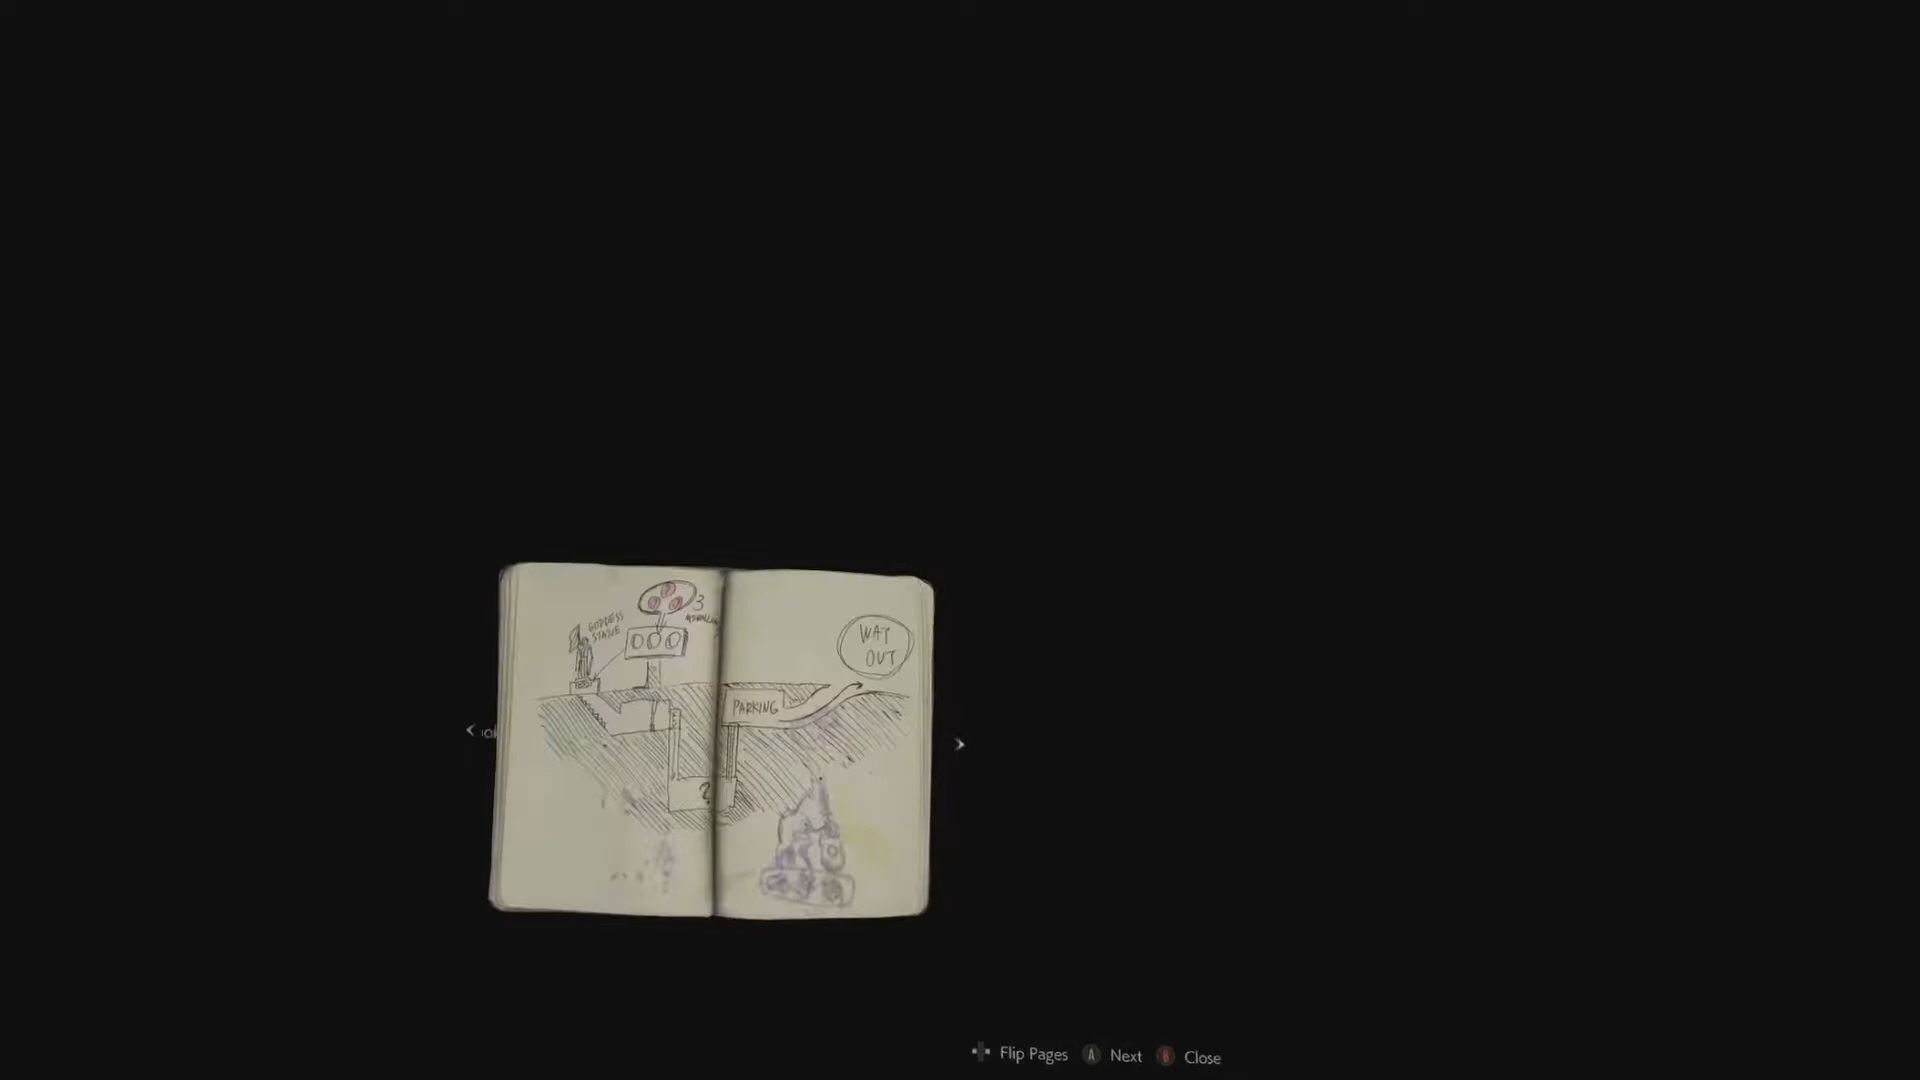 3
GODDESS
STATUE
WAY
OUT
PARKING
?
Flip Pages A Next B Close